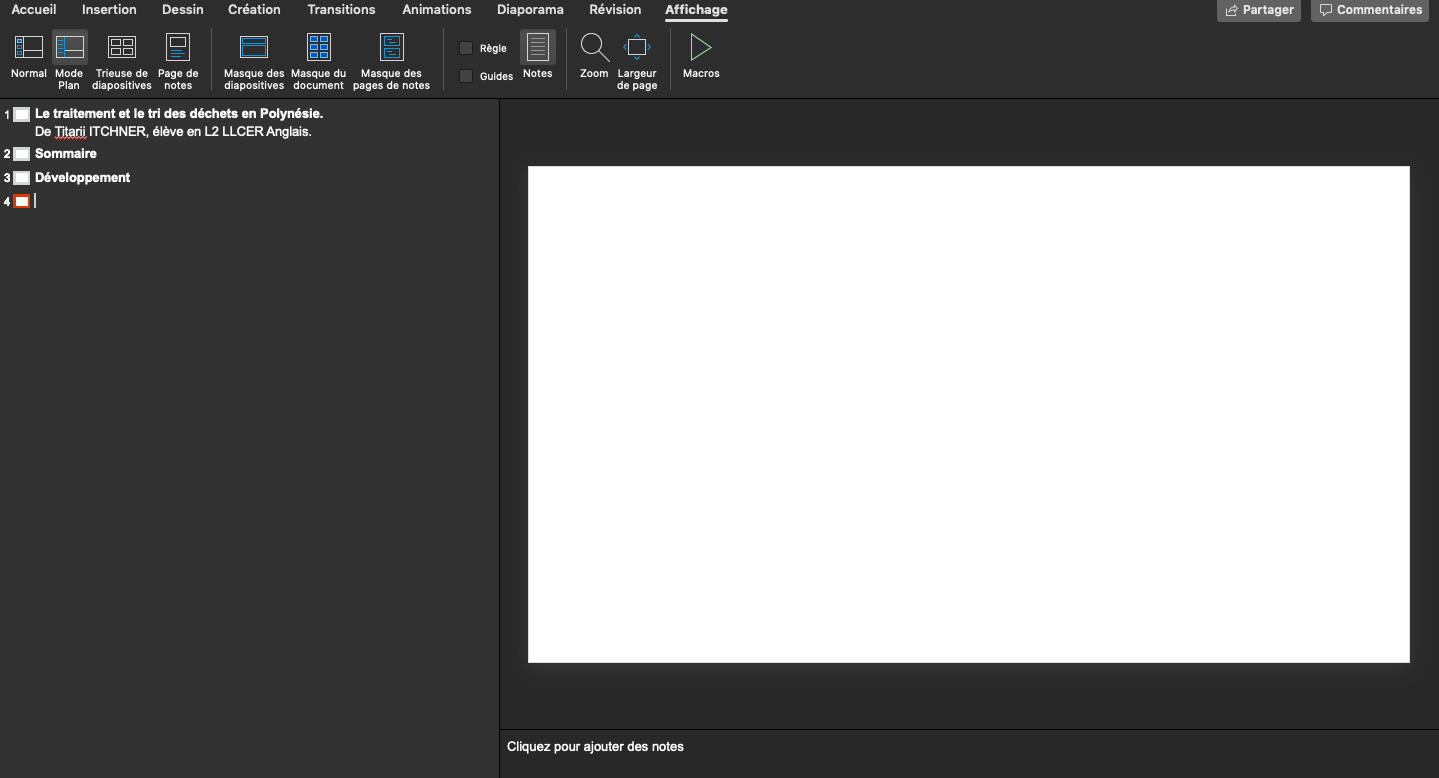 Accueil Insertion Dessin Création Transitions Animations Diaporama Révision Affichage Partager Commentaires
Normal Mode Plan Trieuse de diapositives Page de notes Masque des diapositives Masque du document Masque des pages de notes Règle Guides Notes Zoom Largeur de page Macros
1 Le traitement et le tri des déchets en Polynésie.
De Titarii ITCHNER, élève en L2 LLCER Anglais.
2 Sommaire
3 Développement
4
Cliquez pour ajouter des notes